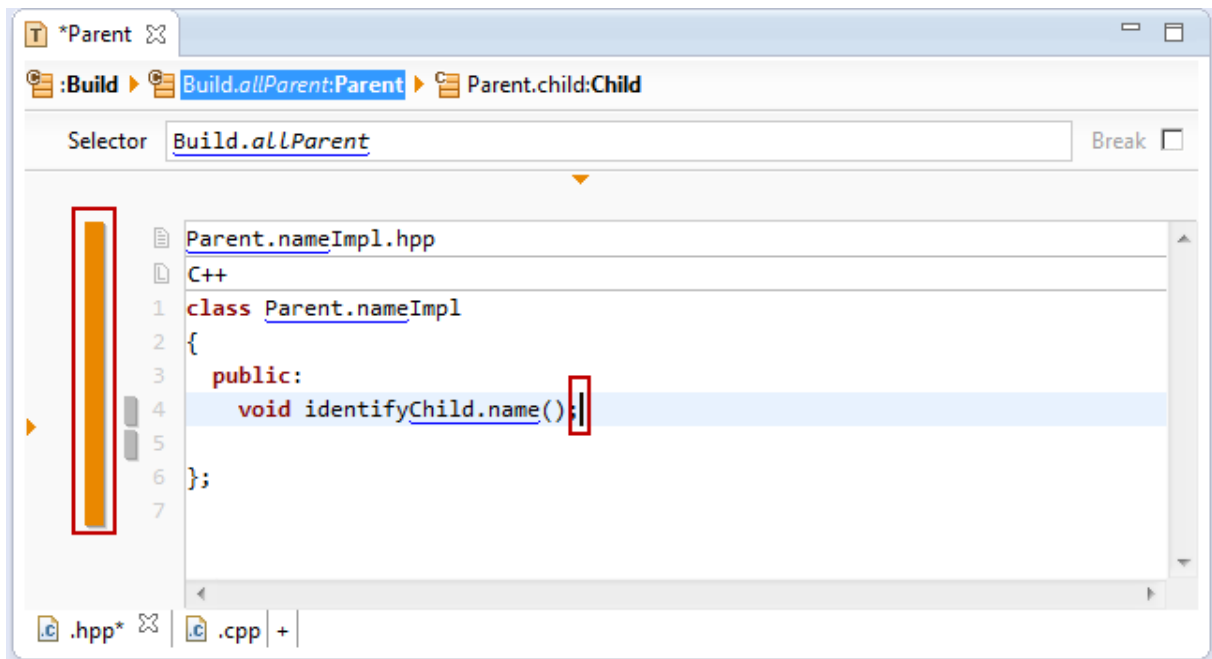 T *Parent
:Build Build.allParent:Parent Parent.child:Child
Selector Build.allParent Break
Parent.nameImpl.hpp
C++
1 class Parent.nameImpl
2 {
3 public:
4 void identifyChild.name();
5
6 };
7
.c .hpp* .c .cpp +